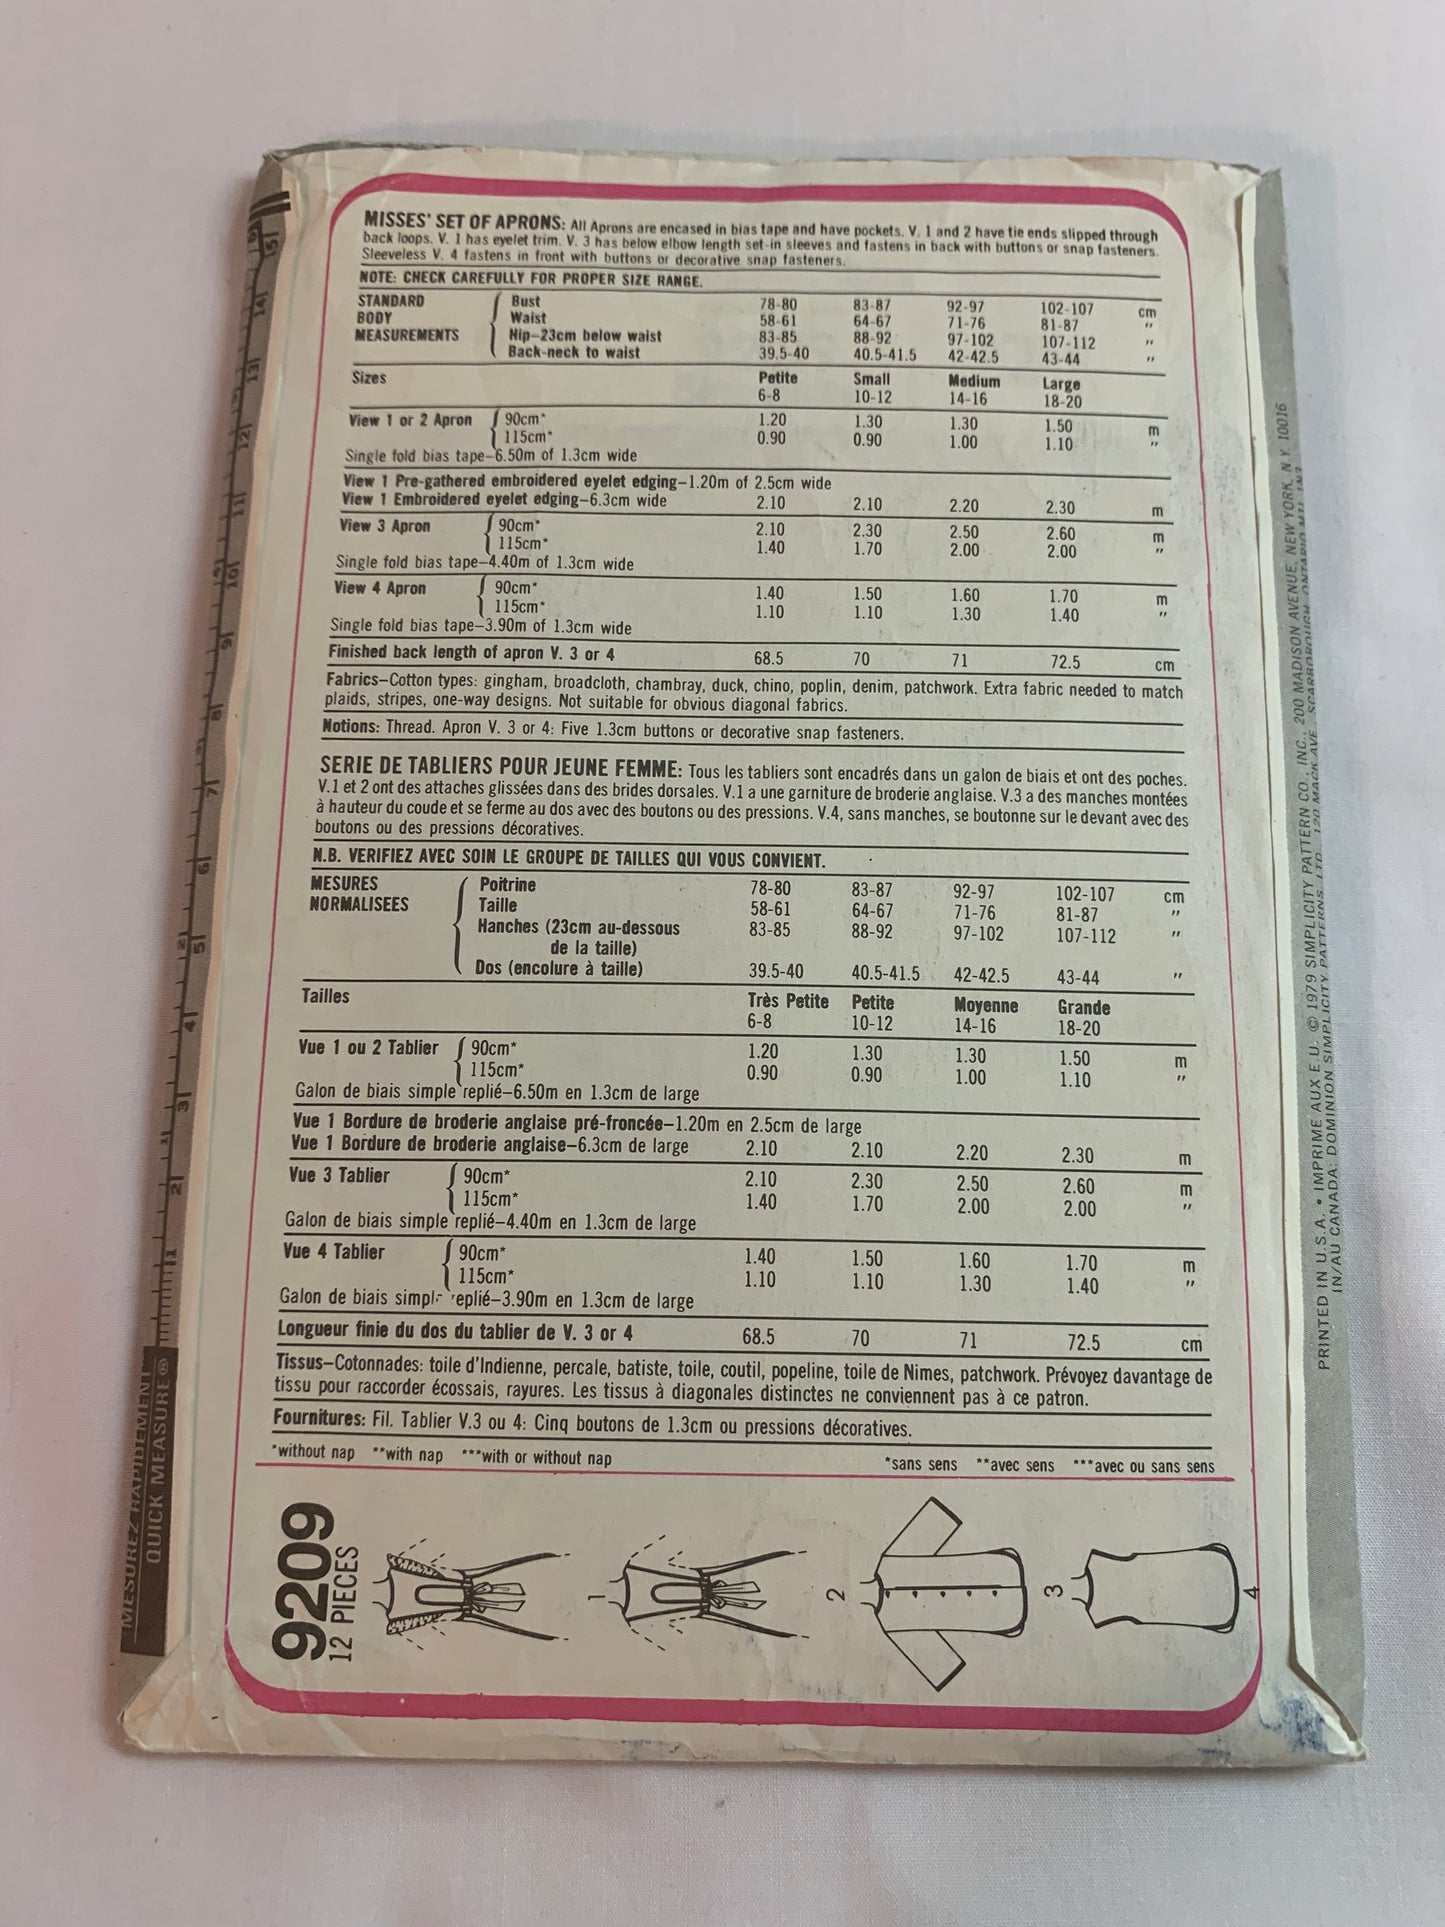 MISSES' SET OF APRONS: All Aprons are encased in bias tape and have pockets. V. 1 and 2 have tie ends slipped through
back loops. V. 1 has eyelet trim. V. 3 has below elbow length set-in sleeves and fastens in back with buttons or snap fasteners.
Sleeveless V. 4 fastens in front with buttons or decorative snap fasteners.
NOTE: CHECK CAREFULLY FOR PROPER SIZE RANGE.
STANDARD Bust 78-80 83-87 92-97 102-107 cm
BODY Waist 58-61 64-67 71-76 81-87 "
MEASUREMENTS Hip-23cm below waist 83-85 88-92 97-102 107-112 "
Back-neck to waist 39.5-40 40.5-41.5 42-42.5 43-44 "
Sizes Petite Small Medium Large
6-8 10-12 14-16 18-20
View 1 or 2 Apron { 90cm* 1.20 1.30 1.30 1.50 m
115cm* 0.90 0.90 1.00 1.10 "
Single fold bias tape-6.50m of 1.3cm wide
View 1 Pre-gathered embroidered eyelet edging-1.20m of 2.5cm wide
View 1 Embroidered eyelet edging-6.3cm wide 2.10 2.10 2.20 2.30 m
View 3 Apron { 90cm* 2.10 2.30 2.50 2.60 m
115cm* 1.40 1.70 2.00 2.00 "
Single fold bias tape-4.40m of 1.3cm wide
View 4 Apron { 90cm* 1.40 1.50 1.60 1.70 m
115cm* 1.10 1.10 1.30 1.40 "
Single fold bias tape-3.90m of 1.3cm wide
Finished back length of apron V. 3 or 4 68.5 70 71 72.5 cm
Fabrics-Cotton types: gingham, broadcloth, chambray, duck, chino, poplin, denim, patchwork. Extra fabric needed to match
plaids, stripes, one-way designs. Not suitable for obvious diagonal fabrics.
Notions: Thread. Apron V. 3 or 4: Five 1.3cm buttons or decorative snap fasteners.
SERIE DE TABLIERS POUR JEUNE FEMME: Tous les tabliers sont encadrés dans un galon de biais et ont des poches.
V.1 et 2 ont des attaches glissées dans des brides dorsales. V.1 a une garniture de broderie anglaise. V.3 a des manches montées
à hauteur du coude et se ferme au dos avec des boutons ou des pressions. V.4, sans manches, se boutonne sur le devant avec des
boutons ou des pressions décoratives.
N.B. VERIFIEZ AVEC SOIN LE GROUPE DE TAILLES QUI VOUS CONVIENT.
MESURES Poitrine 78-80 83-87 92-97 102-107 cm
NORMALISEES Taille 58-61 64-67 71-76 81-87 "
Hanches (23cm au-dessous 83-85 88-92 97-102 107-112 "
de la taille)
Dos (encolure à taille) 39.5-40 40.5-41.5 42-42.5 43-44 "
Tailles Très Petite Petite Moyenne Grande
6-8 10-12 14-16 18-20
Vue 1 ou 2 Tablier { 90cm* 1.20 1.30 1.30 1.50 m
115cm* 0.90 0.90 1.00 1.10 "
Galon de biais simple replié-6.50m en 1.3cm de large
Vue 1 Bordure de broderie anglaise pré-froncée-1.20m en 2.5cm de large
Vue 1 Bordure de broderie anglaise-6.3cm de large 2.10 2.10 2.20 2.30 m
Vue 3 Tablier { 90cm* 2.10 2.30 2.50 2.60 m
115cm* 1.40 1.70 2.00 2.00 "
Galon de biais simple replié-4.40m en 1.3cm de large
Vue 4 Tablier { 90cm* 1.40 1.50 1.60 1.70 m
115cm* 1.10 1.10 1.30 1.40 "
Galon de biais simple replié-3.90m en 1.3cm de large
Longueur finie du dos du tablier de V. 3 or 4 68.5 70 71 72.5 cm
Tissus-Cotonnades: toile d'Indienne, percale, batiste, toile, coutil, popeline, toile de Nimes, patchwork. Prévoyez davantage de
tissu pour raccorder écossais, rayures. Les tissus à diagonales distinctes ne conviennent pas à ce patron.
Fournitures: Fil. Tablier V.3 ou 4: Cinq boutons de 1.3cm ou pressions décoratives.
*without nap **with nap ***with or without nap *sans sens **avec sens ***avec ou sans sens
9209
12 PIECES
1 2 3 4
MESUREZ RAPIDEMENT
QUICK MEASURE®
1 2 3 4 5 6 7 8 9 10 11 12 13 14 15
PRINTED IN U.S.A. • IMPRIME AUX E.U. © 1979 SIMPLICITY PATTERN CO., INC., 200 MADISON AVENUE, NEW YORK, N.Y. 10016
IN/AU CANADA: DOMINION SIMPLICITY PATTERNS, LTD. 120 MACK AVE. SCARBOROUGH, ONTARIO